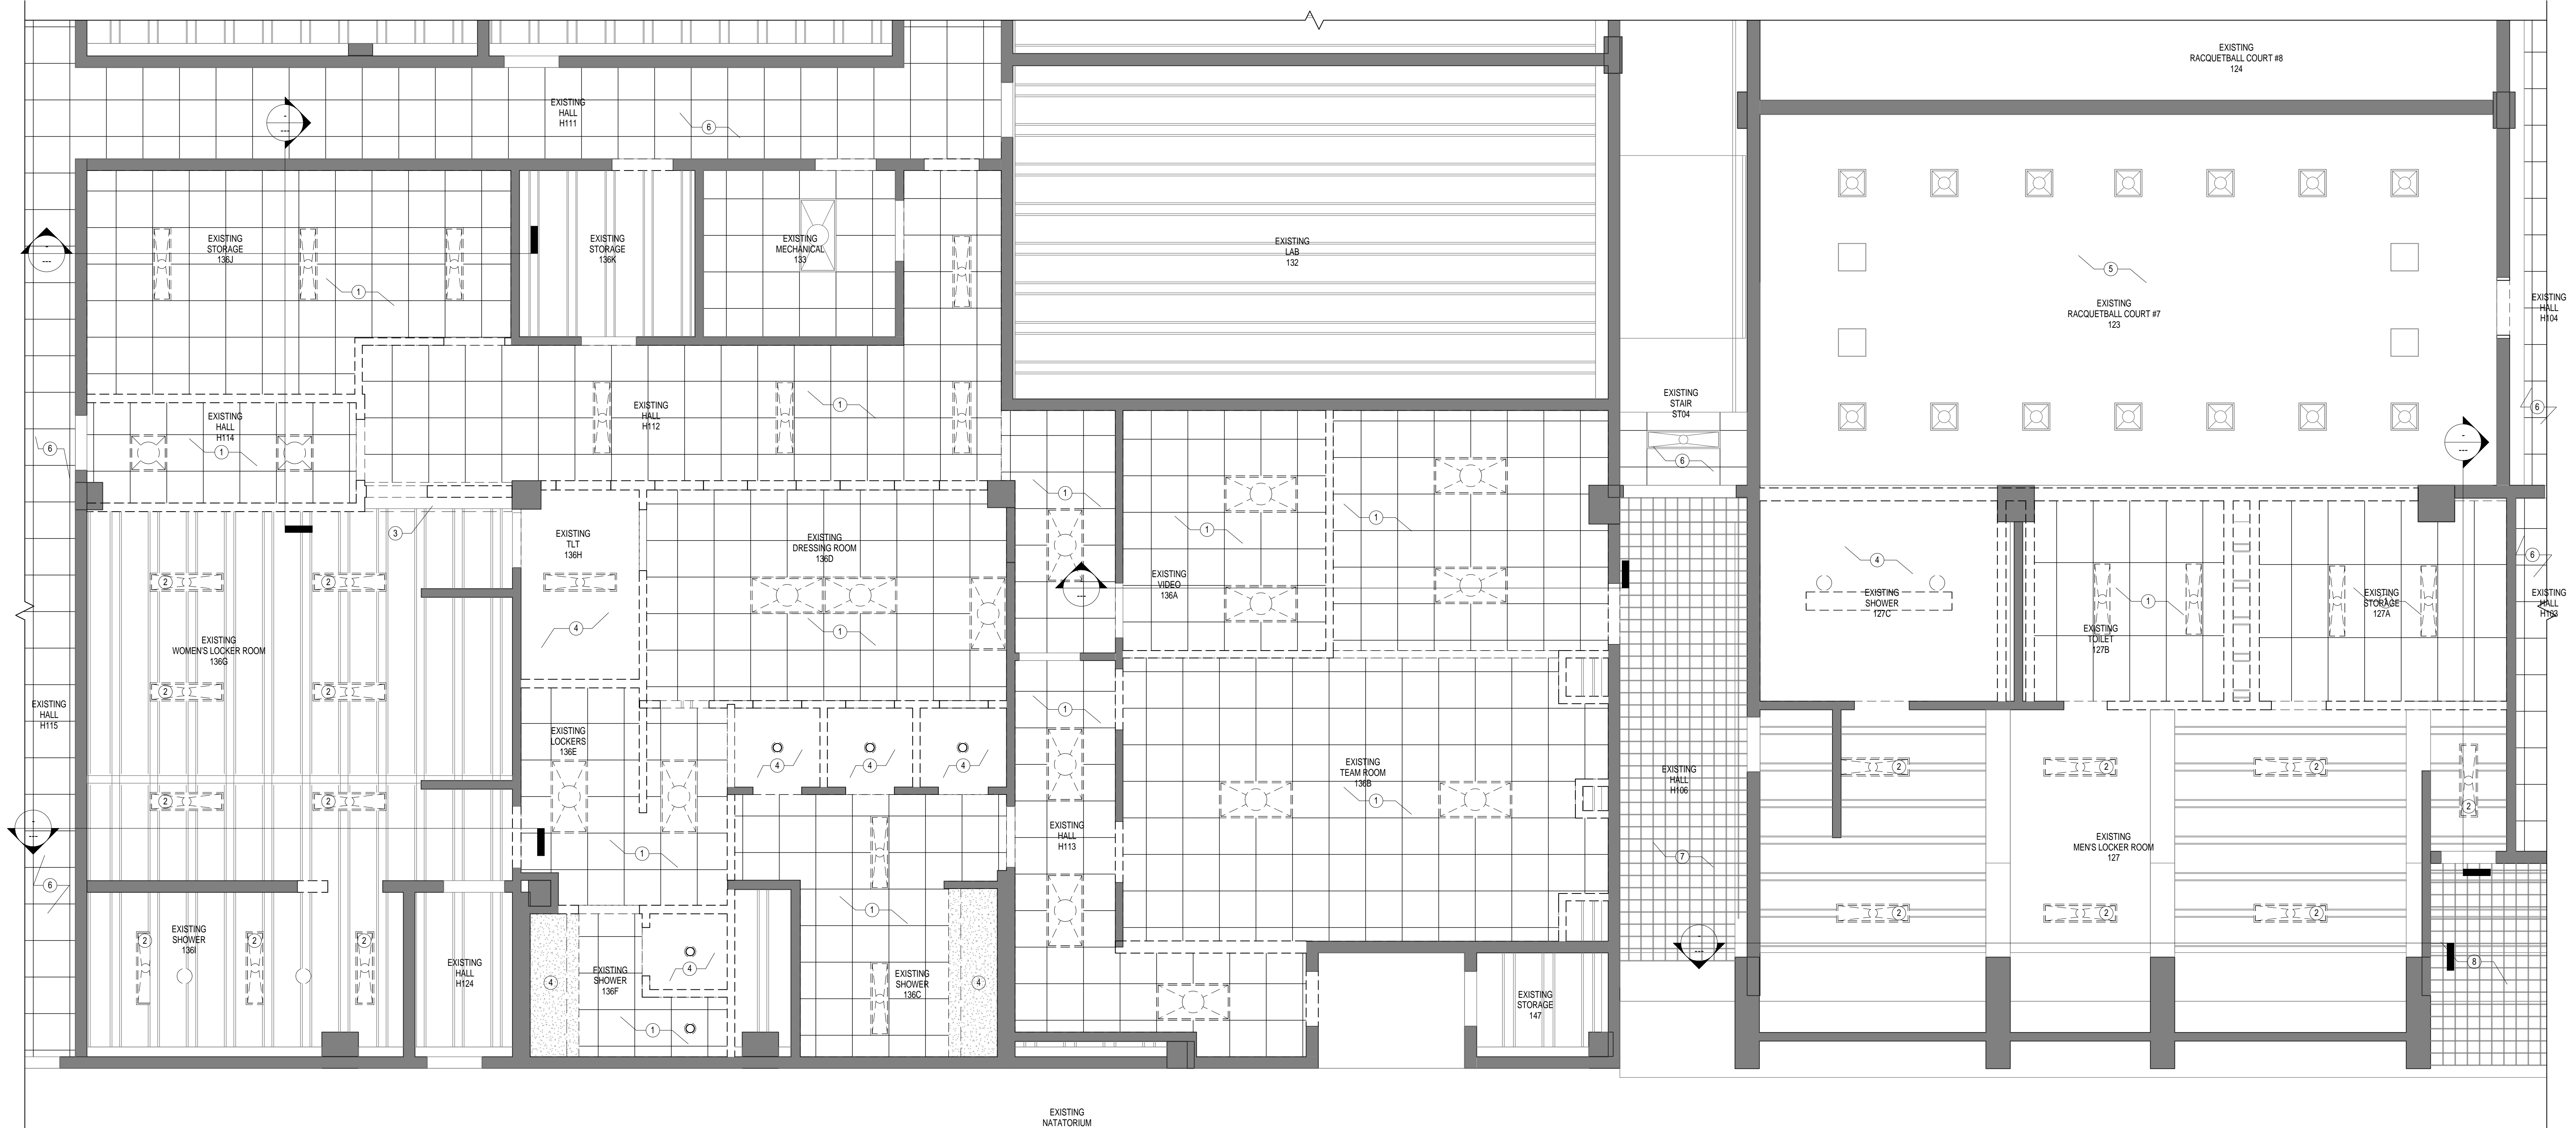 EXISTING
RACQUETBALL COURT #8
124
EXISTING
HALL
H111
6
-
---
EXISTING
STORAGE
136J
1
EXISTING
STORAGE
136K
EXISTING
MECHANICAL
133
EXISTING
LAB
132
-
---
5
EXISTING
RACQUETBALL COURT #7
123
EXISTING
HALL
H104
EXISTING
HALL
H114
1
EXISTING
HALL
H112
1
EXISTING
STAIR
ST04
6
6
6
-
---
3
EXISTING
TLT
136H
4
EXISTING
DRESSING ROOM
136D
1
1
-
---
1
1
EXISTING
VIDEO
136A
4
EXISTING
SHOWER
127C
1
EXISTING
TOILET
127B
EXISTING
STORAGE
127A
6
EXISTING
HALL
H103
2
2
EXISTING
WOMEN'S LOCKER ROOM
136G
2
2
2
2
EXISTING
HALL
H115
EXISTING
LOCKERS
136E
1
4
4
4
1
EXISTING
HALL
H113
EXISTING
TEAM ROOM
136B
1
EXISTING
HALL
H106
7
2
2
2
2
EXISTING
MEN'S LOCKER ROOM
127
2
2
2
-
---
6
EXISTING
SHOWER
136I
2
2
2
EXISTING
HALL
H124
4
EXISTING
SHOWER
136F
4
1
1
EXISTING
SHOWER
136C
4
EXISTING
STORAGE
147
-
---
8
EXISTING
NATATORIUM